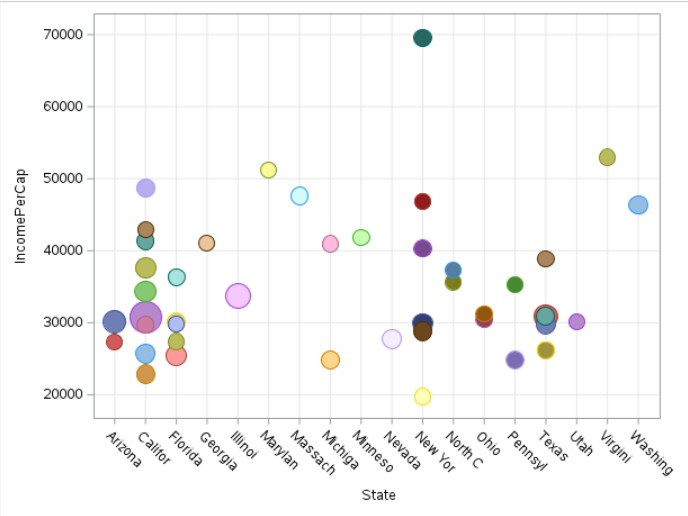 70000
60000
50000
40000
30000
20000
IncomePerCap
Arizona
Califor
Florida
Georgia
Illinoi
Marylan
Massach
Michiga
Minneso
Nevada
New Yor
North C
Ohio
Pennsyl
Texas
Utah
Virgini
Washing
State